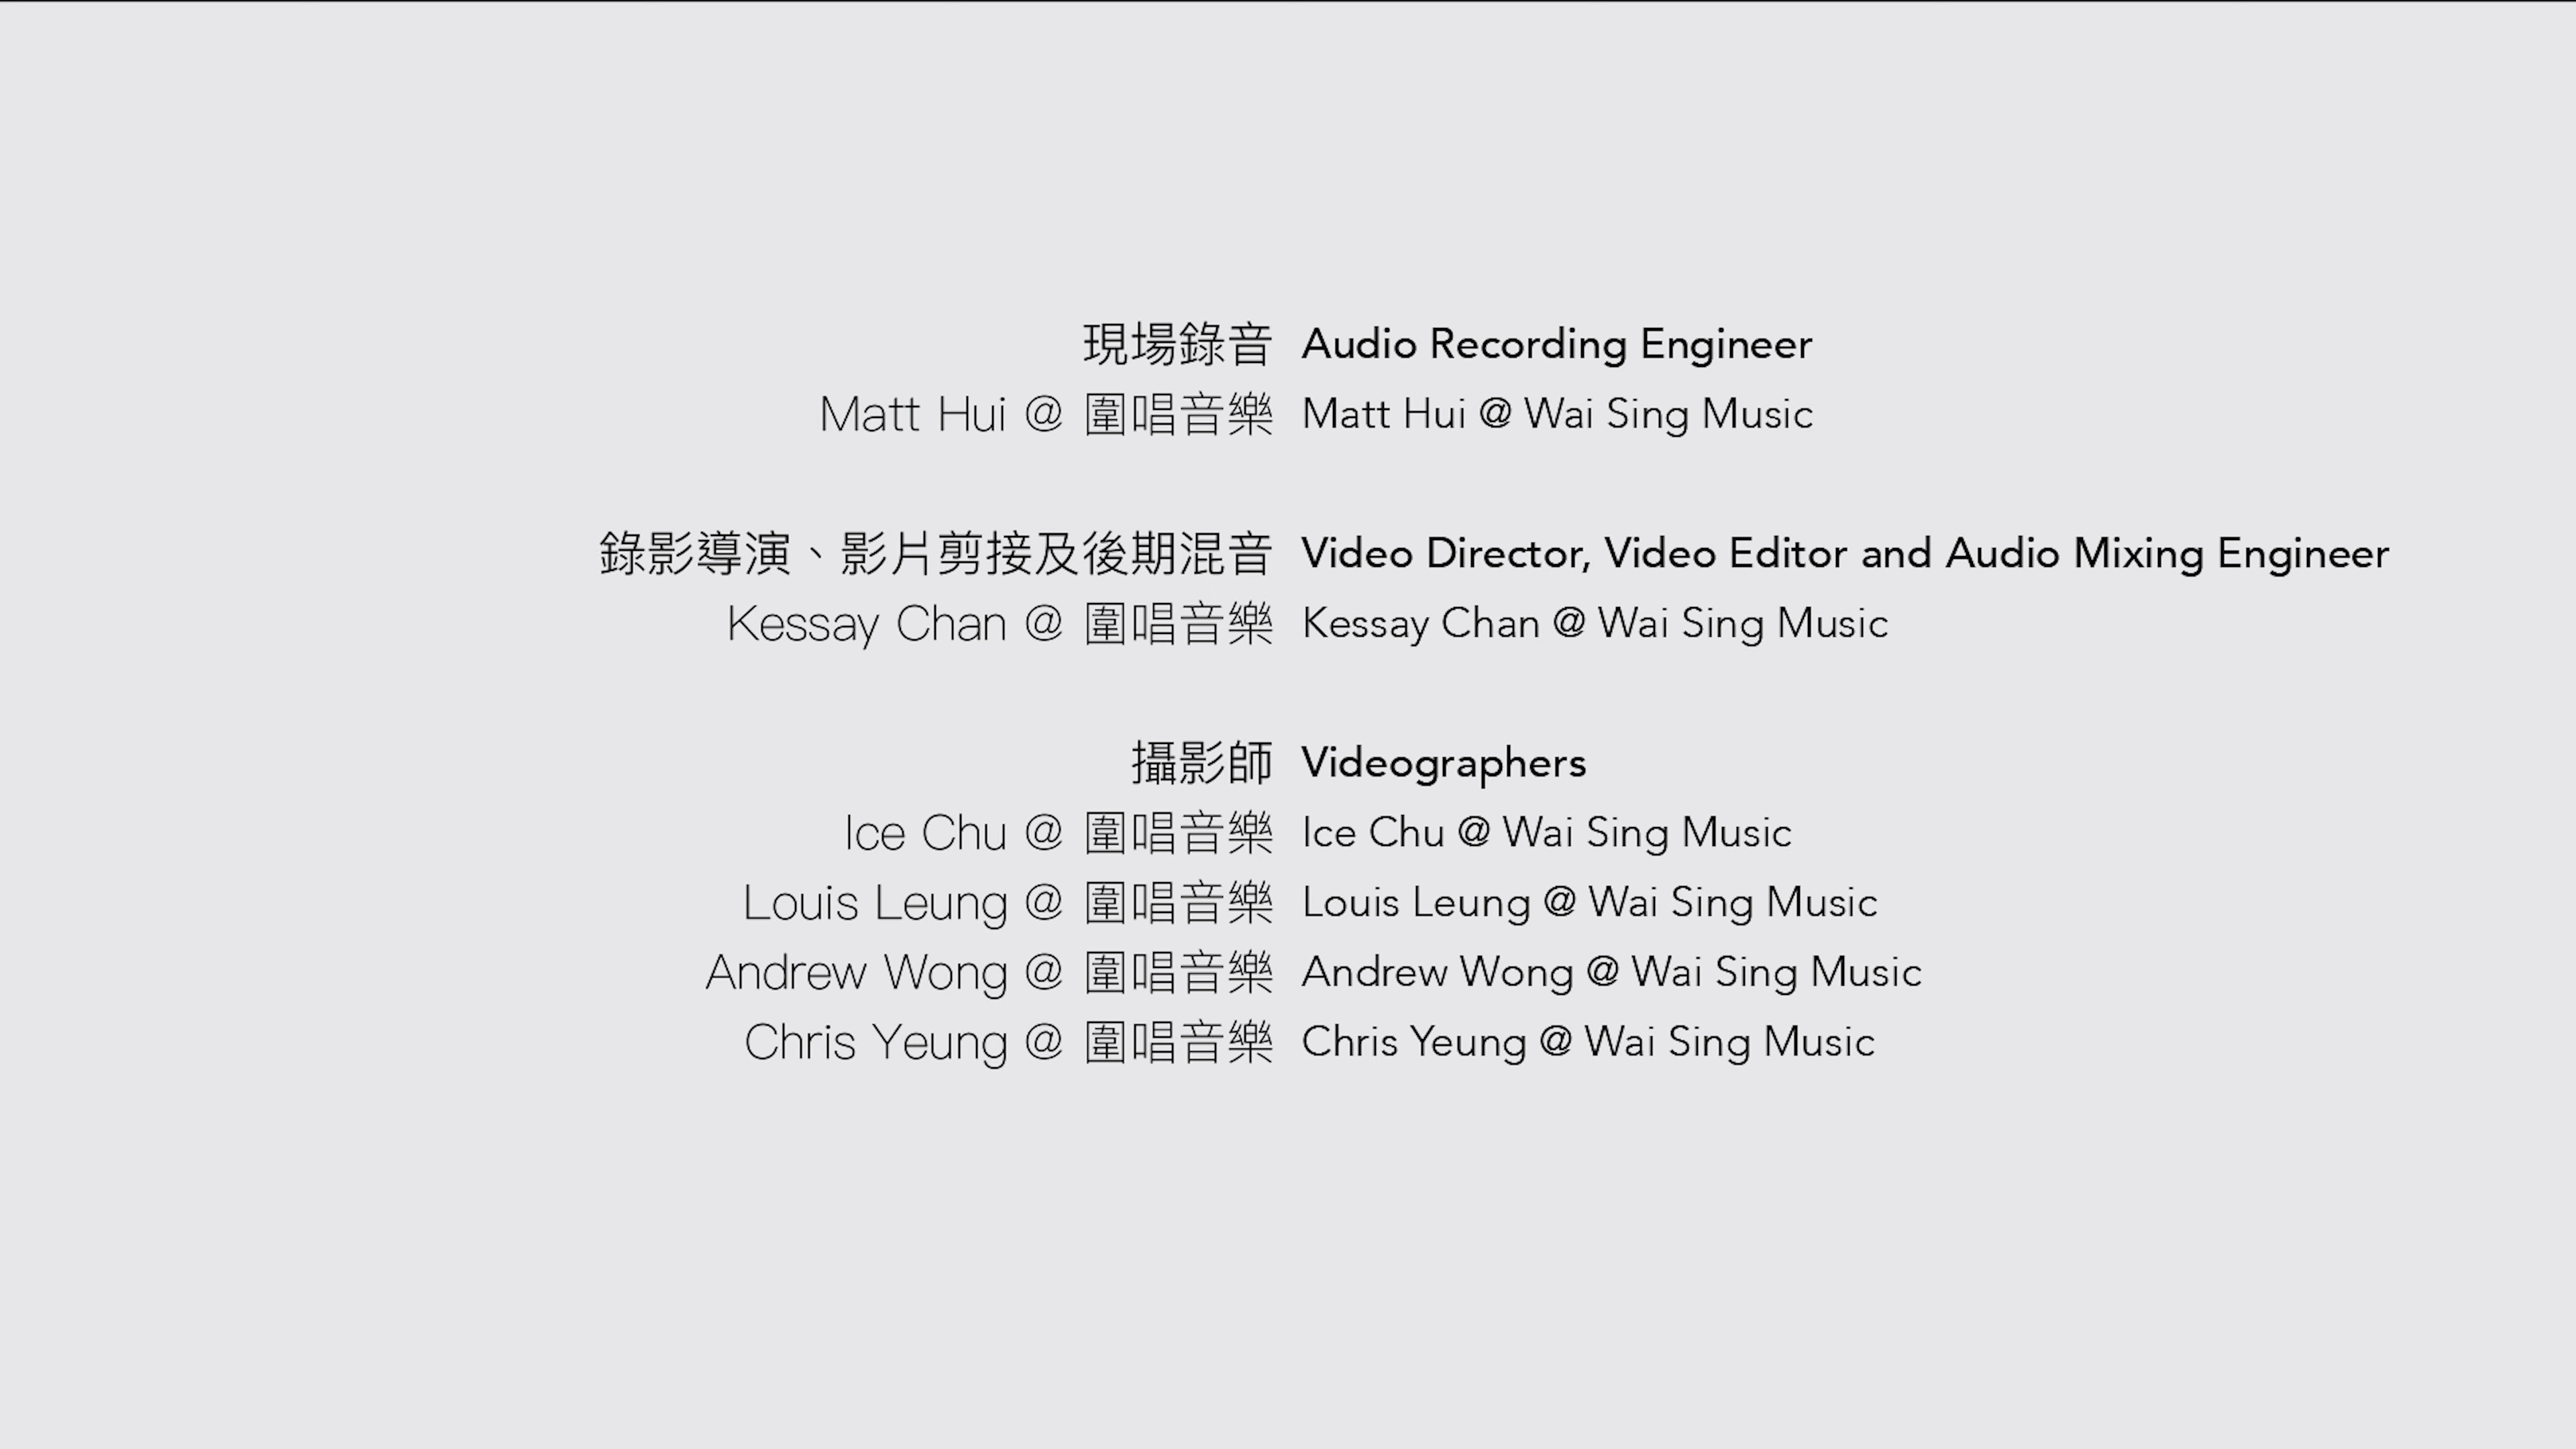 現場錄音 Audio Recording Engineer
Matt Hui @ 圍唱音樂 Matt Hui @ Wai Sing Music
錄影導演、影片剪接及後期混音 Video Director, Video Editor and Audio Mixing Engineer
Kessay Chan @ 圍唱音樂 Kessay Chan @ Wai Sing Music
攝影師 Videographers
Ice Chu @ 圍唱音樂 Ice Chu @ Wai Sing Music
Louis Leung @ 圍唱音樂 Louis Leung @ Wai Sing Music
Andrew Wong @ 圍唱音樂 Andrew Wong @ Wai Sing Music
Chris Yeung @ 圍唱音樂 Chris Yeung @ Wai Sing Music